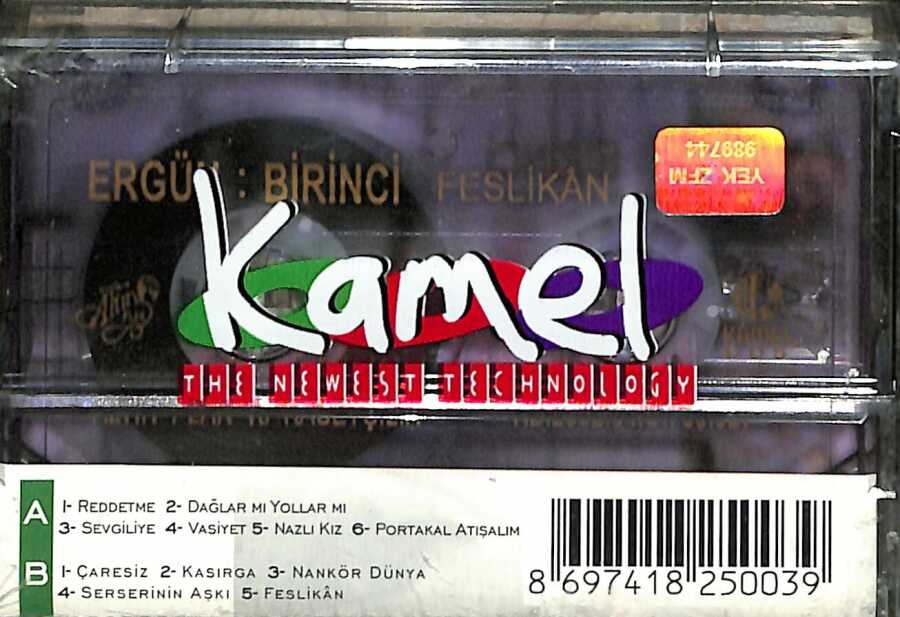 ERGÜN : BİRİNCİ FESLİKÂN
YEK ZFM
989744
Kamel
THE NEWEST TECHNOLOGY
A
1- REDDETME 2- DAĞLAR MI YOLLAR MI
3- SEVGİLİYE 4- VASİYET 5- NAZLI KIZ 6- PORTAKAL ATIŞALIM
B
1- ÇARESİZ 2- KASIRGA 3- NANKÖR DÜNYA
4- SERSERİNİN AŞKI 5- FESLİKÂN
8 697418 250039